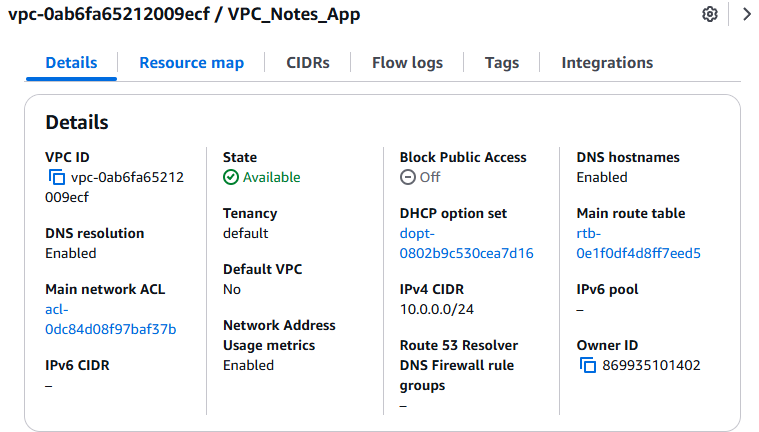 vpc-0ab6fa65212009ecf / VPC_Notes_App
Details
Resource map
CIDRs
Flow logs
Tags
Integrations
Details
VPC ID
vpc-0ab6fa65212
009ecf
DNS resolution
Enabled
Main network ACL
acl-
0dc84d08f97baf37b
IPv6 CIDR
–
State
Available
Tenancy
default
Default VPC
No
Network Address
Usage metrics
Enabled
Block Public Access
Off
DHCP option set
dopt-
0802b9c530cea7d16
IPv4 CIDR
10.0.0.0/24
Route 53 Resolver
DNS Firewall rule
groups
–
DNS hostnames
Enabled
Main route table
rtb-
0e1f0df4d8ff7eed5
IPv6 pool
–
Owner ID
869935101402